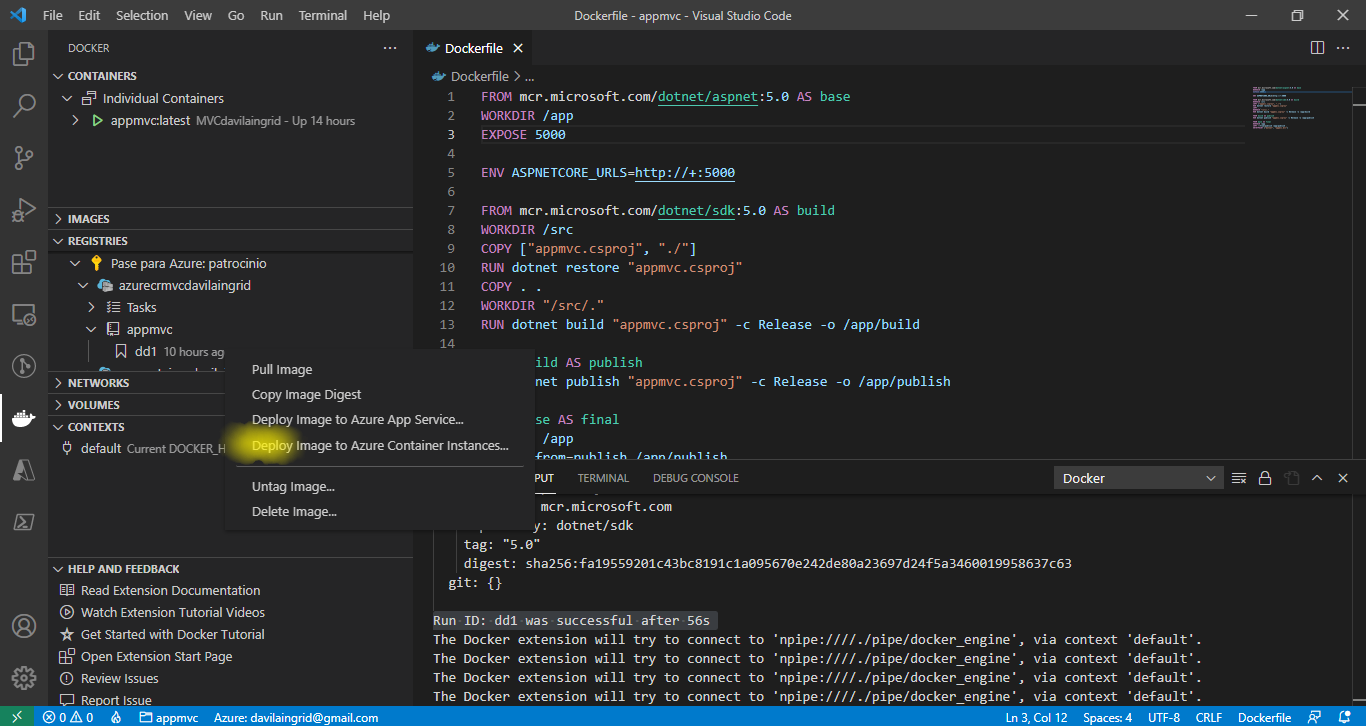 File Edit Selection View Go Run Terminal Help Dockerfile - appmvc - Visual Studio Code
DOCKER
CONTAINERS
Individual Containers
appmvc:latest MVCdavilaingrid - Up 14 hours
IMAGES
REGISTRIES
Pase para Azure: patrocinio
azurecrmvcdavilaingrid
Tasks
appmvc
dd1 10 hours ag
NETWORKS
VOLUMES
CONTEXTS
default Current DOCKER_H
Pull Image
Copy Image Digest
Deploy Image to Azure App Service...
Deploy Image to Azure Container Instances...
Untag Image...
Delete Image...
HELP AND FEEDBACK
Read Extension Documentation
Watch Extension Tutorial Videos
Get Started with Docker Tutorial
Open Extension Start Page
Review Issues
Report Issue
Dockerfile
Dockerfile > ...
1 FROM mcr.microsoft.com/dotnet/aspnet:5.0 AS base
2 WORKDIR /app
3 EXPOSE 5000
4
5 ENV ASPNETCORE_URLS=http://+:5000
6
7 FROM mcr.microsoft.com/dotnet/sdk:5.0 AS build
8 WORKDIR /src
9 COPY ["appmvc.csproj", "./"]
10 RUN dotnet restore "appmvc.csproj"
11 COPY . .
12 WORKDIR "/src/."
13 RUN dotnet build "appmvc.csproj" -c Release -o /app/build
14
ild AS publish
net publish "appmvc.csproj" -c Release -o /app/publish
se AS final
/app
from=publish /app/publish
PUT TERMINAL DEBUG CONSOLE Docker
mcr.microsoft.com
y: dotnet/sdk
tag: "5.0"
digest: sha256:fa19559201c43bc8191c1a095670e242de80a23697d24f5a3460019958637c63
git: {}
Run ID: dd1 was successful after 56s
The Docker extension will try to connect to 'npipe:////./pipe/docker_engine', via context 'default'.
The Docker extension will try to connect to 'npipe:////./pipe/docker_engine', via context 'default'.
The Docker extension will try to connect to 'npipe:////./pipe/docker_engine', via context 'default'.
The Docker extension will try to connect to 'npipe:////./pipe/docker_engine', via context 'default'.
0 0 appmvc Azure: davilaingrid@gmail.com Ln 3, Col 12 Spaces: 4 UTF-8 CRLF Dockerfile